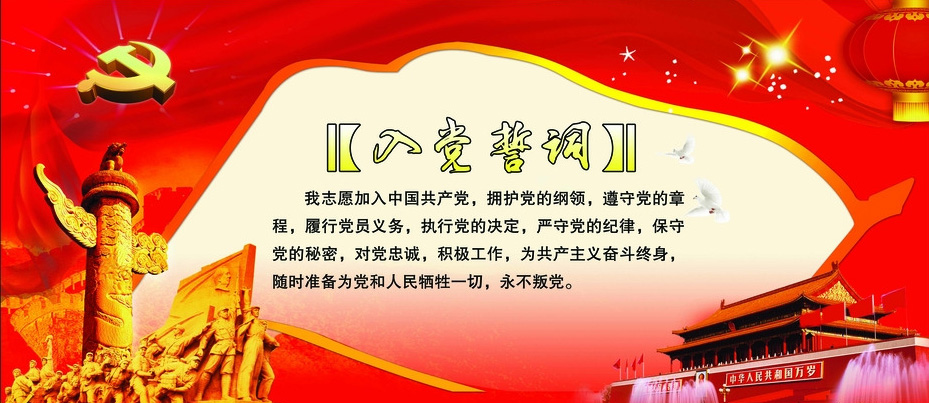 【入党誓词】
我志愿加入中国共产党，拥护党的纲领，遵守党的章
程，履行党员义务，执行党的决定，严守党的纪律，保守
党的秘密，对党忠诚，积极工作，为共产主义奋斗终身，
随时准备为党和人民牺牲一切，永不叛党。
中华人民共和国万岁